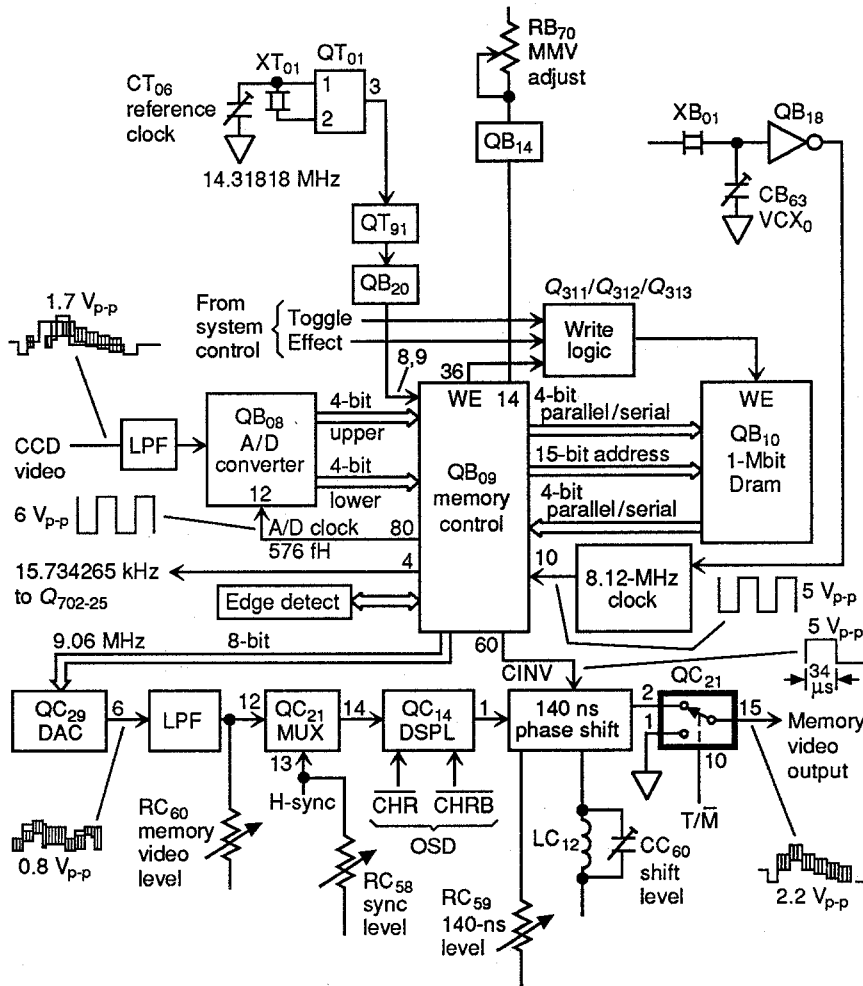 RB70
MMV
adjust
XT01
QT01
1
2
3
CT06
reference
clock
14.31818 MHz
QB14
XB01
QB18
CB63
VCX0
QT91
QB20
1.7 Vp-p
From
system
control
Toggle
Effect
Q311/Q312/Q313
Write
logic
8,9
36
WE
14
QB09
memory
control
CCD
video
LPF
QB08
A/D
converter
12
4-bit
upper
4-bit
lower
4-bit
parallel/serial
15-bit address
4-bit
parallel/serial
WE
QB10
1-Mbit
Dram
6 Vp-p
A/D clock
576 fH
80
4
15.734265 kHz
to Q702-25
Edge detect
10
8.12-MHz
clock
5 Vp-p
9.06 MHz
8-bit
60
CINV
5 Vp-p
34
μs
QC29
DAC
6
LPF
12
QC21
MUX
13
14
QC14
DSPL
1
140 ns
phase shift
2
1
QC21
15
10
Memory
video
output
H-sync
CHR
CHRB
OSD
T/M̅
0.8 Vp-p
RC60
memory
video
level
RC58
sync
level
RC59
140-ns
level
LC12
CC60
shift
level
2.2 Vp-p